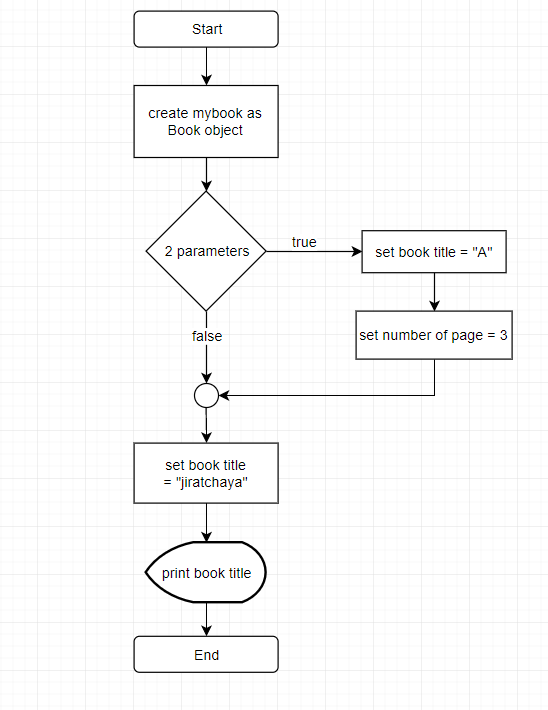 Start
create mybook as
Book object
2 parameters
true
set book title = "A"
set number of page = 3
false
set book title
= "jiratchaya"
print book title
End